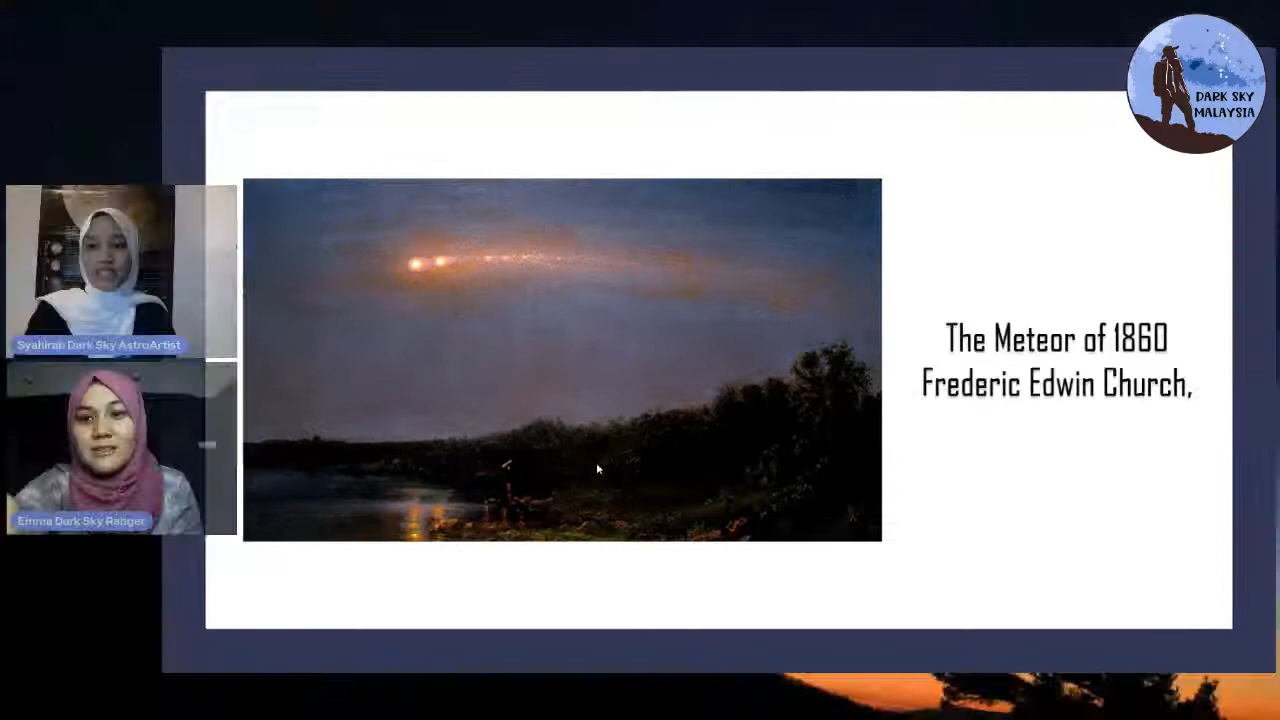 DARK SKY
MALAYSIA
Syahirah Dark Sky AstroArtist
Emma Dark Sky Ranger
The Meteor of 1860
Frederic Edwin Church,